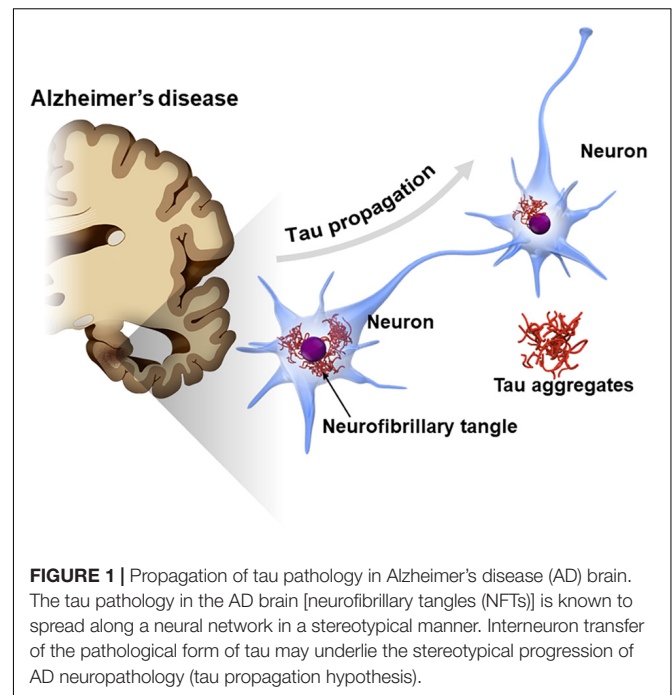 Alzheimer's disease
Neuron
Tau propagation
Neuron
Tau aggregates
Neurofibrillary tangle
FIGURE 1 | Propagation of tau pathology in Alzheimer's disease (AD) brain.
The tau pathology in the AD brain [neurofibrillary tangles (NFTs)] is known to
spread along a neural network in a stereotypical manner. Interneuron transfer
of the pathological form of tau may underlie the stereotypical progression of
AD neuropathology (tau propagation hypothesis).